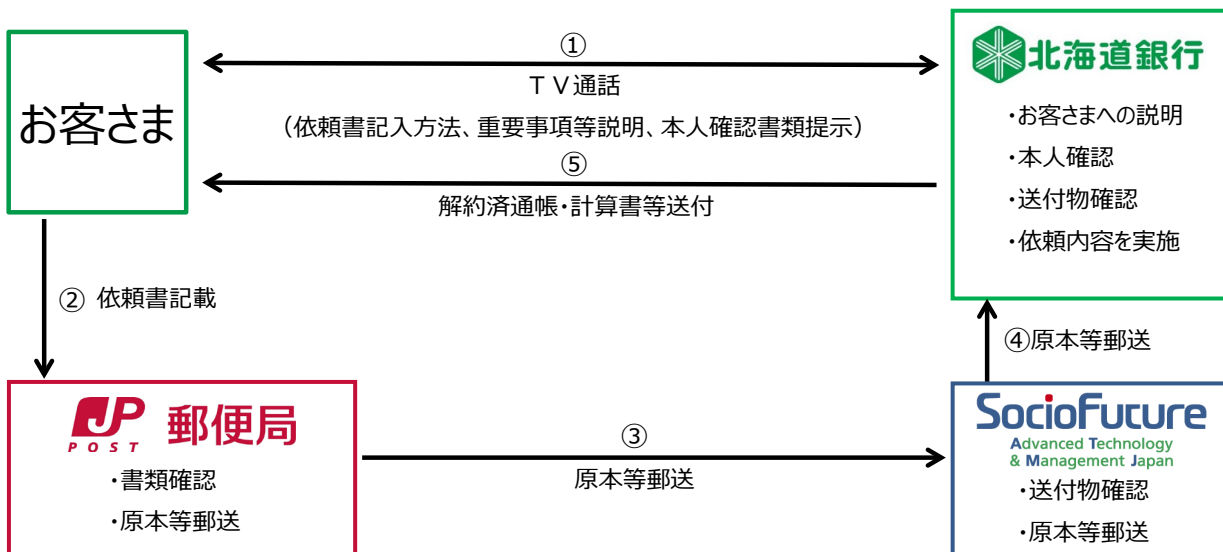 ①
TV通話
(依頼書記入方法、重要事項等説明、本人確認書類提示)
お客さま
⑤
解約済通帳・計算書等送付
北海道銀行
・お客さまへの説明
・本人確認
・送付物確認
・依頼内容を実施
② 依頼書記載
④原本等郵送
JP
POST
郵便局
・書類確認
・原本等郵送
③
原本等郵送
SocioFuture
Advanced Technology
& Management Japan
・送付物確認
・原本等郵送